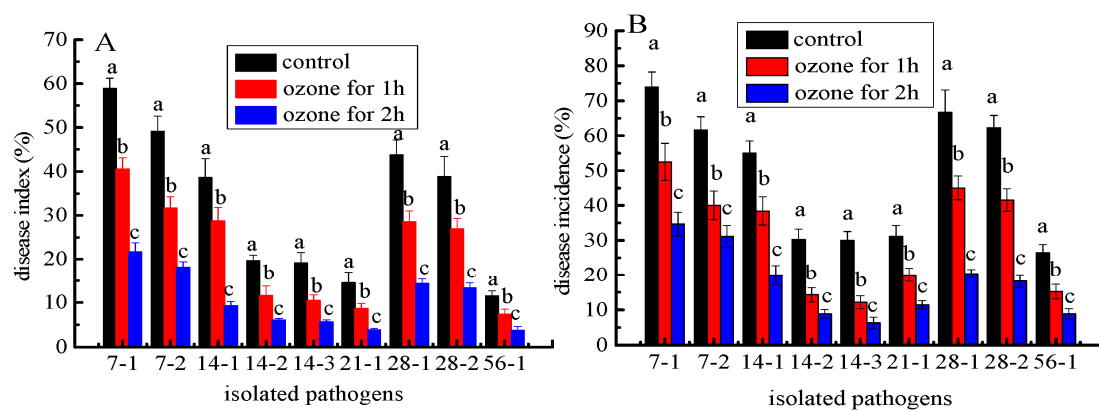 A
control
ozone for 1h
ozone for 2h
disease index (%)
70
60
50
40
30
20
10
0
a
b
c
a
b
c
a
b
c
a
b
c
a
b
c
a
b
c
a
b
c
a
b
c
a
b
c
7-1 7-2 14-1 14-2 14-3 21-1 28-1 28-2 56-1
isolated pathogens
B
control
ozone for 1h
ozone for 2h
disease incidence (%)
90
80
70
60
50
40
30
20
10
0
a
b
c
a
b
c
a
b
c
a
b
c
a
b
c
a
b
c
a
b
c
a
b
c
a
b
c
7-1 7-2 14-1 14-2 14-3 21-1 28-1 28-2 56-1
isolated pathogens